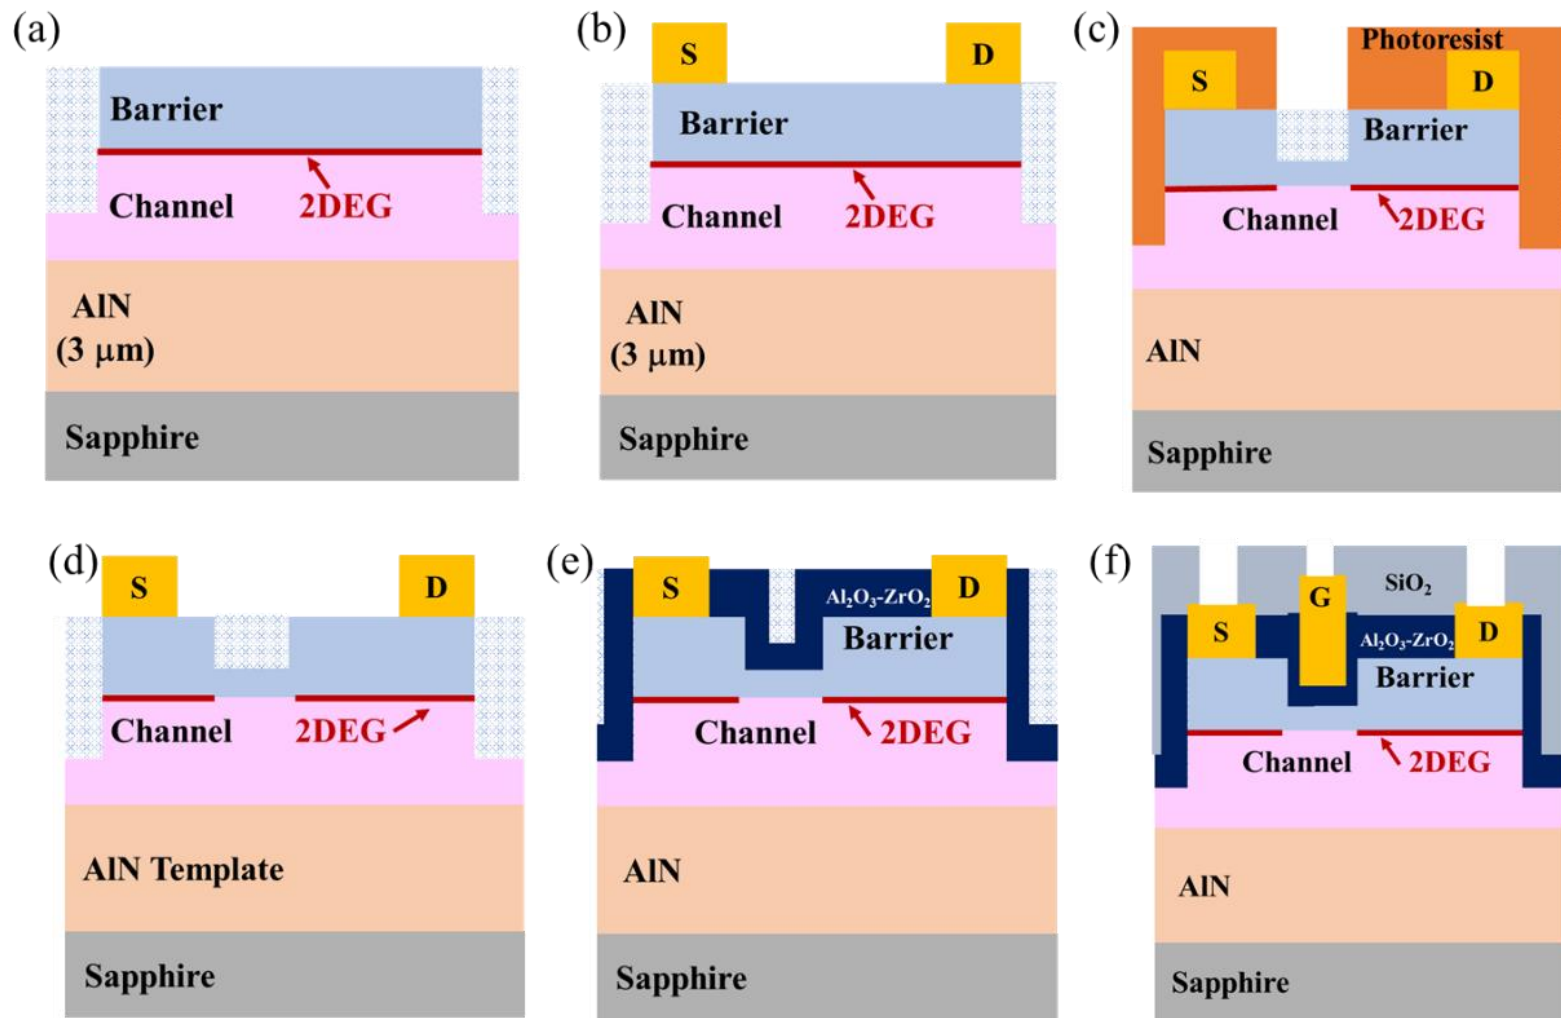 (a)
Barrier
Channel 2DEG
AlN
(3 μm)
Sapphire
(b)
S D
Barrier
Channel 2DEG
AlN
(3 μm)
Sapphire
(c)
Photoresist
S D
Barrier
Channel 2DEG
AlN
Sapphire
(d)
S D
Channel 2DEG
AlN Template
Sapphire
(e)
S Al₂O₃-ZrO₂ D
Barrier
Channel 2DEG
AlN
Sapphire
(f)
G SiO₂
S Al₂O₃-ZrO₂ D
Barrier
Channel 2DEG
AlN
Sapphire